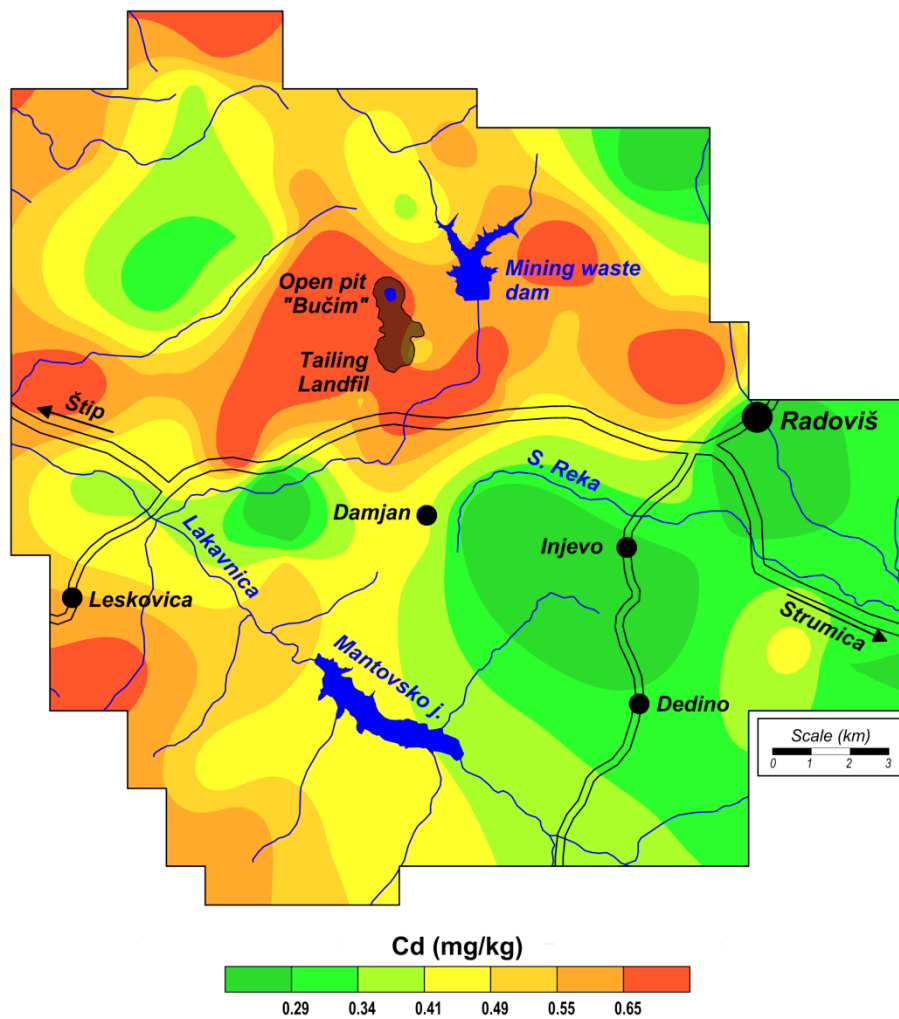 Open pit
"Bučim"
Mining waste
dam
Tailing
Landfil
Štip
Radoviš
S. Reka
Damjan
Injevo
Lakavnica
Leskovica
Strumica
Mantovsko j.
Dedino
Scale (km)
0 1 2 3
Cd (mg/kg)
0.29 0.34 0.41 0.49 0.55 0.65